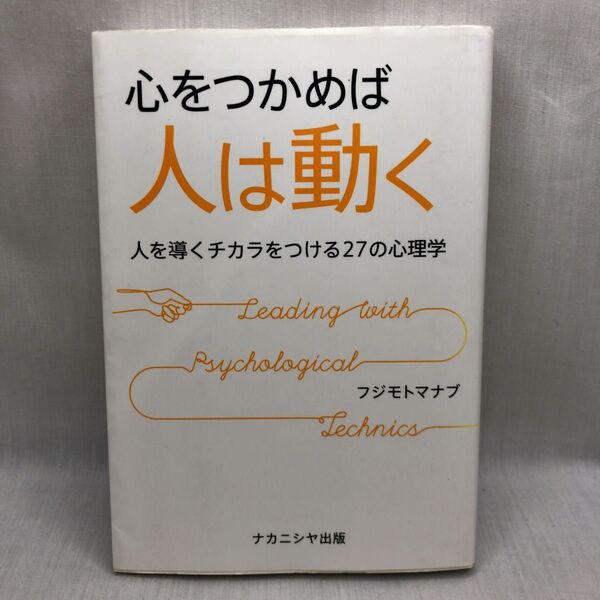 心をつかめば
人は動く
人を導くチカラをつける27の心理学
Leading with
Psychological
フジモトマナブ
Technics
ナカニシヤ出版